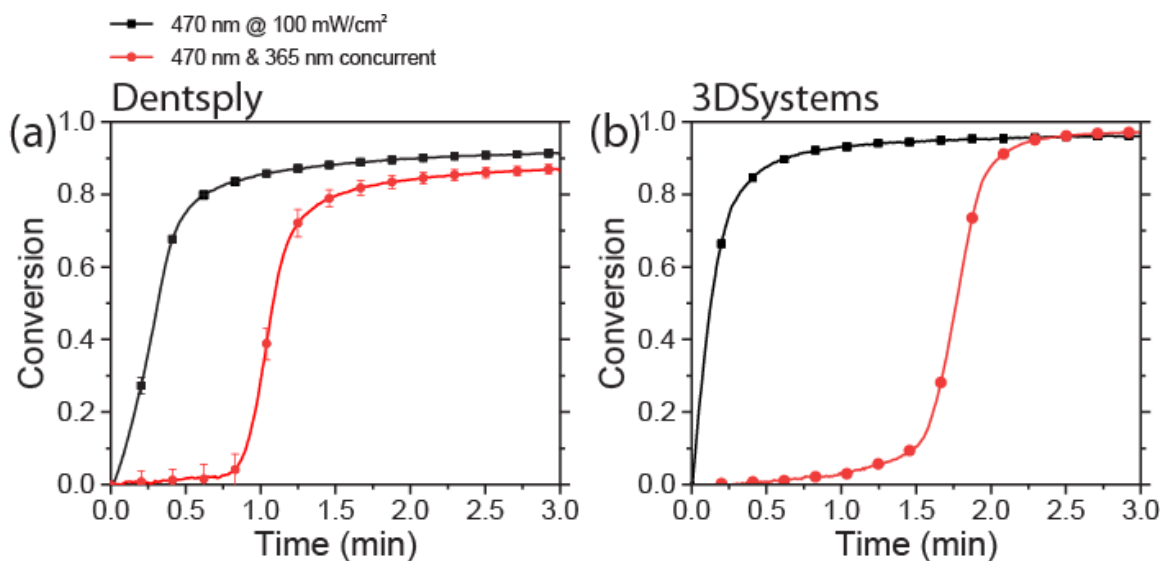 470 nm @ 100 mW/cm²
470 nm & 365 nm concurrent
Dentsply
3DSystems
(a)
(b)
Conversion
1.0
0.8
0.6
0.4
0.2
0.0
0.0 0.5 1.0 1.5 2.0 2.5 3.0
Time (min)
Conversion
1.0
0.8
0.6
0.4
0.2
0.0
0.0 0.5 1.0 1.5 2.0 2.5 3.0
Time (min)